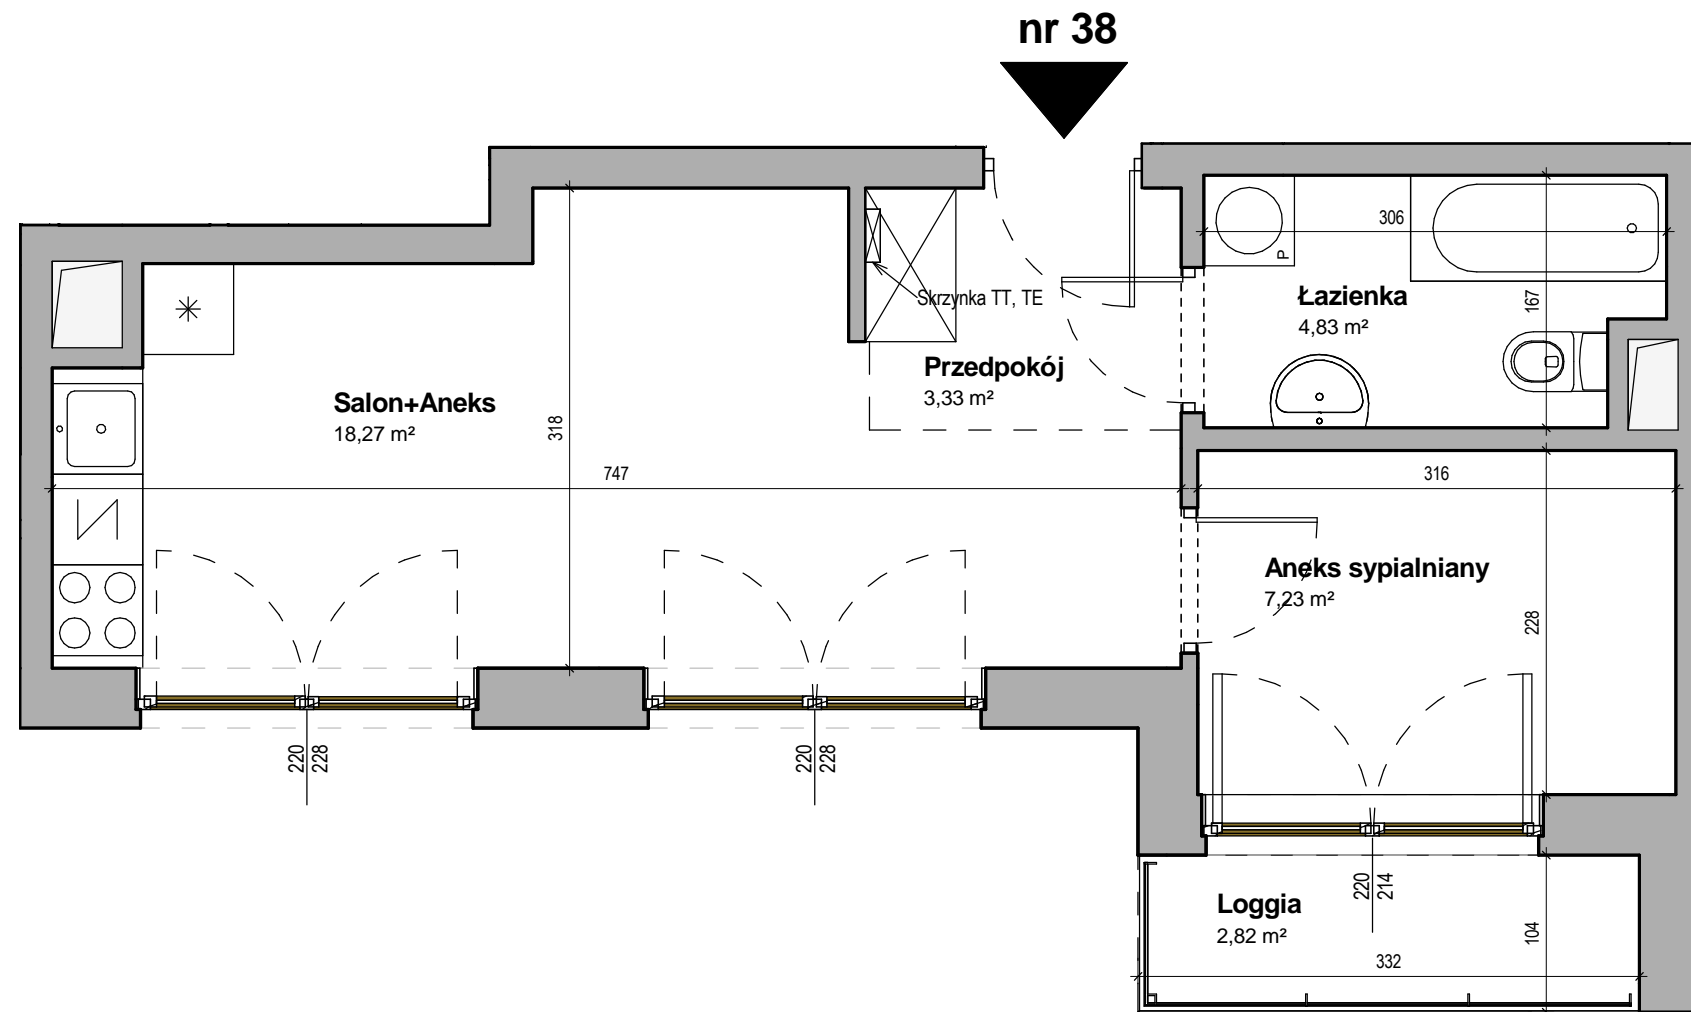 nr 38
306
P
Skrzynka TT, TE
Łazienka
4,83 m²
167
Przedpokój
3,33 m²
Salon+Aneks
18,27 m²
318
747
316
Aneks sypialniany
7,23 m²
228
220
228
220
228
220
214
Loggia
2,82 m²
104
332